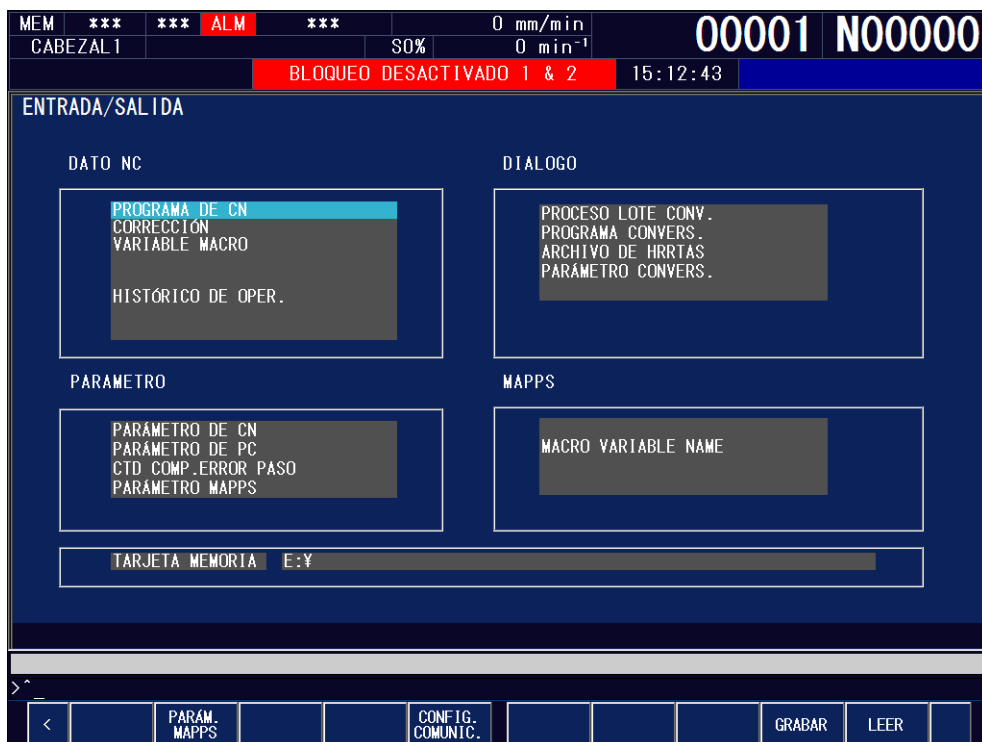 MEM *** *** ALM *** 0 mm/min 00001 N00000
CABEZAL1 S0% 0 min⁻¹
BLOQUEO DESACTIVADO 1 & 2 15:12:43
ENTRADA/SALIDA
DATO NC
PROGRAMA DE CN
CORRECCIÓN
VARIABLE MACRO
HISTÓRICO DE OPER.
DIALOGO
PROCESO LOTE CONV.
PROGRAMA CONVERS.
ARCHIVO DE HRRTAS
PARÁMETRO CONVERS.
PARAMETRO
PARÁMETRO DE CN
PARÁMETRO DE PC
CTD COMP.ERROR PASO
PARÁMETRO MAPPS
MAPPS
MACRO VARIABLE NAME
TARJETA MEMORIA E:¥
>^_
< PARÁM. MAPPS CONFIG. COMUNIC. GRABAR LEER